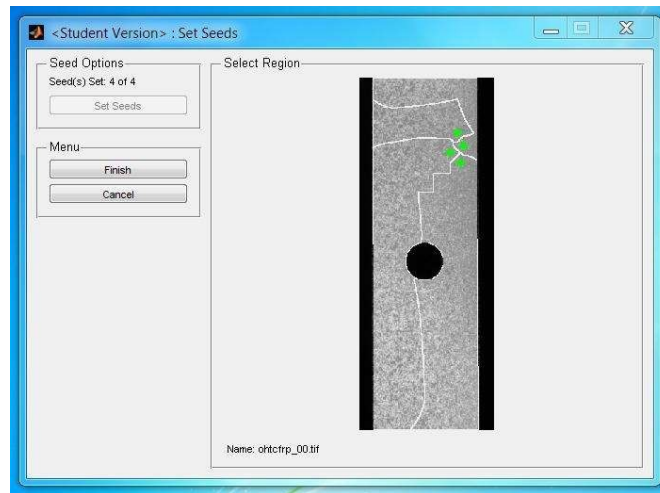 <Student Version> : Set Seeds
Seed Options
Seed(s) Set: 4 of 4
Set Seeds
Menu
Finish
Cancel
Select Region
Name: ohtcfrp_00.tif